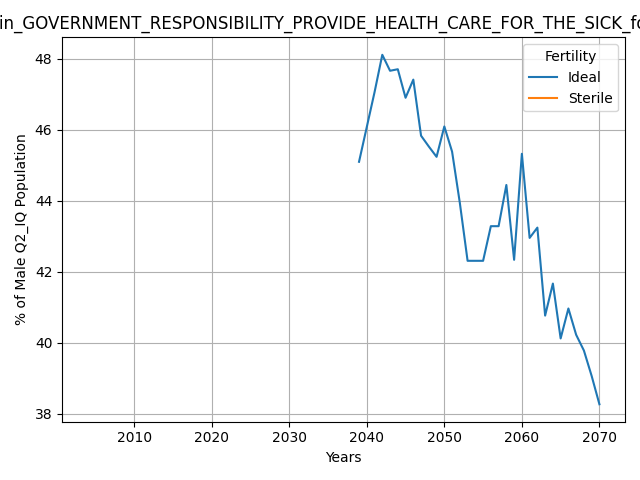 in_GOVERNMENT_RESPONSIBILITY_PROVIDE_HEALTH_CARE_FOR_THE_SICK_fo
Fertility
Ideal
Sterile
% of Male Q2_IQ Population
48
46
44
42
40
38
2010 2020 2030 2040 2050 2060 2070
Years